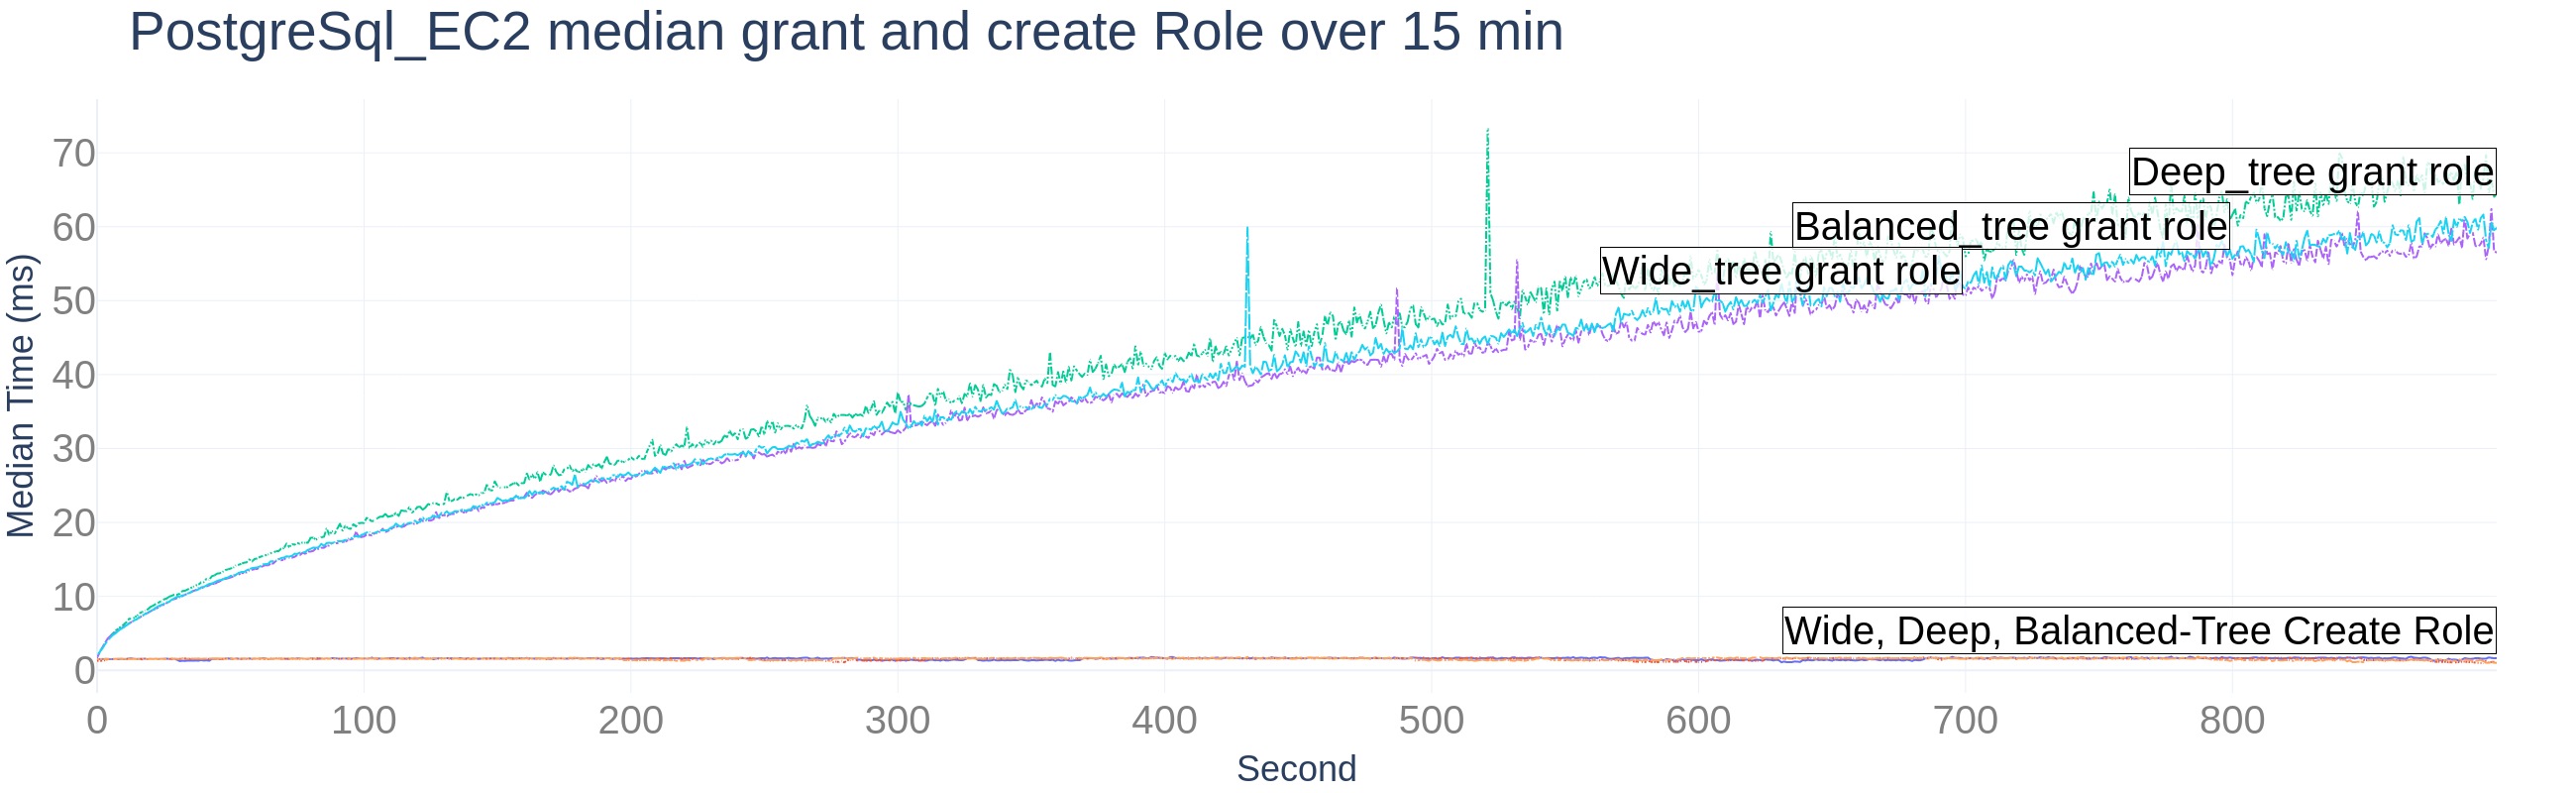 PostgreSql_EC2 median grant and create Role over 15 min
Median Time (ms)
70
60
50
40
30
20
10
0
Deep_tree grant role
Balanced_tree grant role
Wide_tree grant role
Wide, Deep, Balanced-Tree Create Role
0 100 200 300 400 500 600 700 800
Second